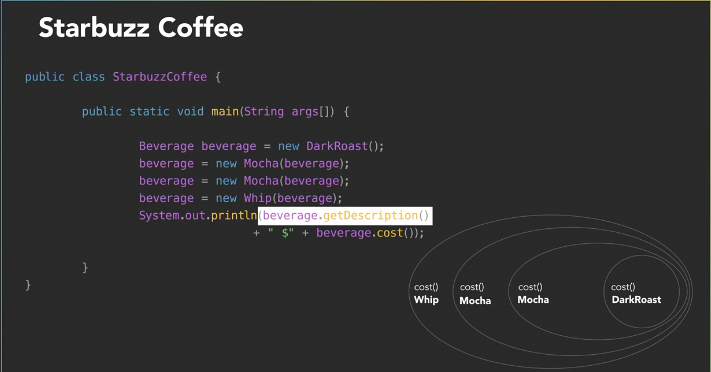 Starbuzz Coffee
public class StarbuzzCoffee {
public static void main(String args[]) {
Beverage beverage = new DarkRoast();
beverage = new Mocha(beverage);
beverage = new Mocha(beverage);
beverage = new Whip(beverage);
System.out.println(beverage.getDescription()
+ " $" + beverage.cost());
}
}
cost() cost() cost() cost()
Whip Mocha Mocha DarkRoast